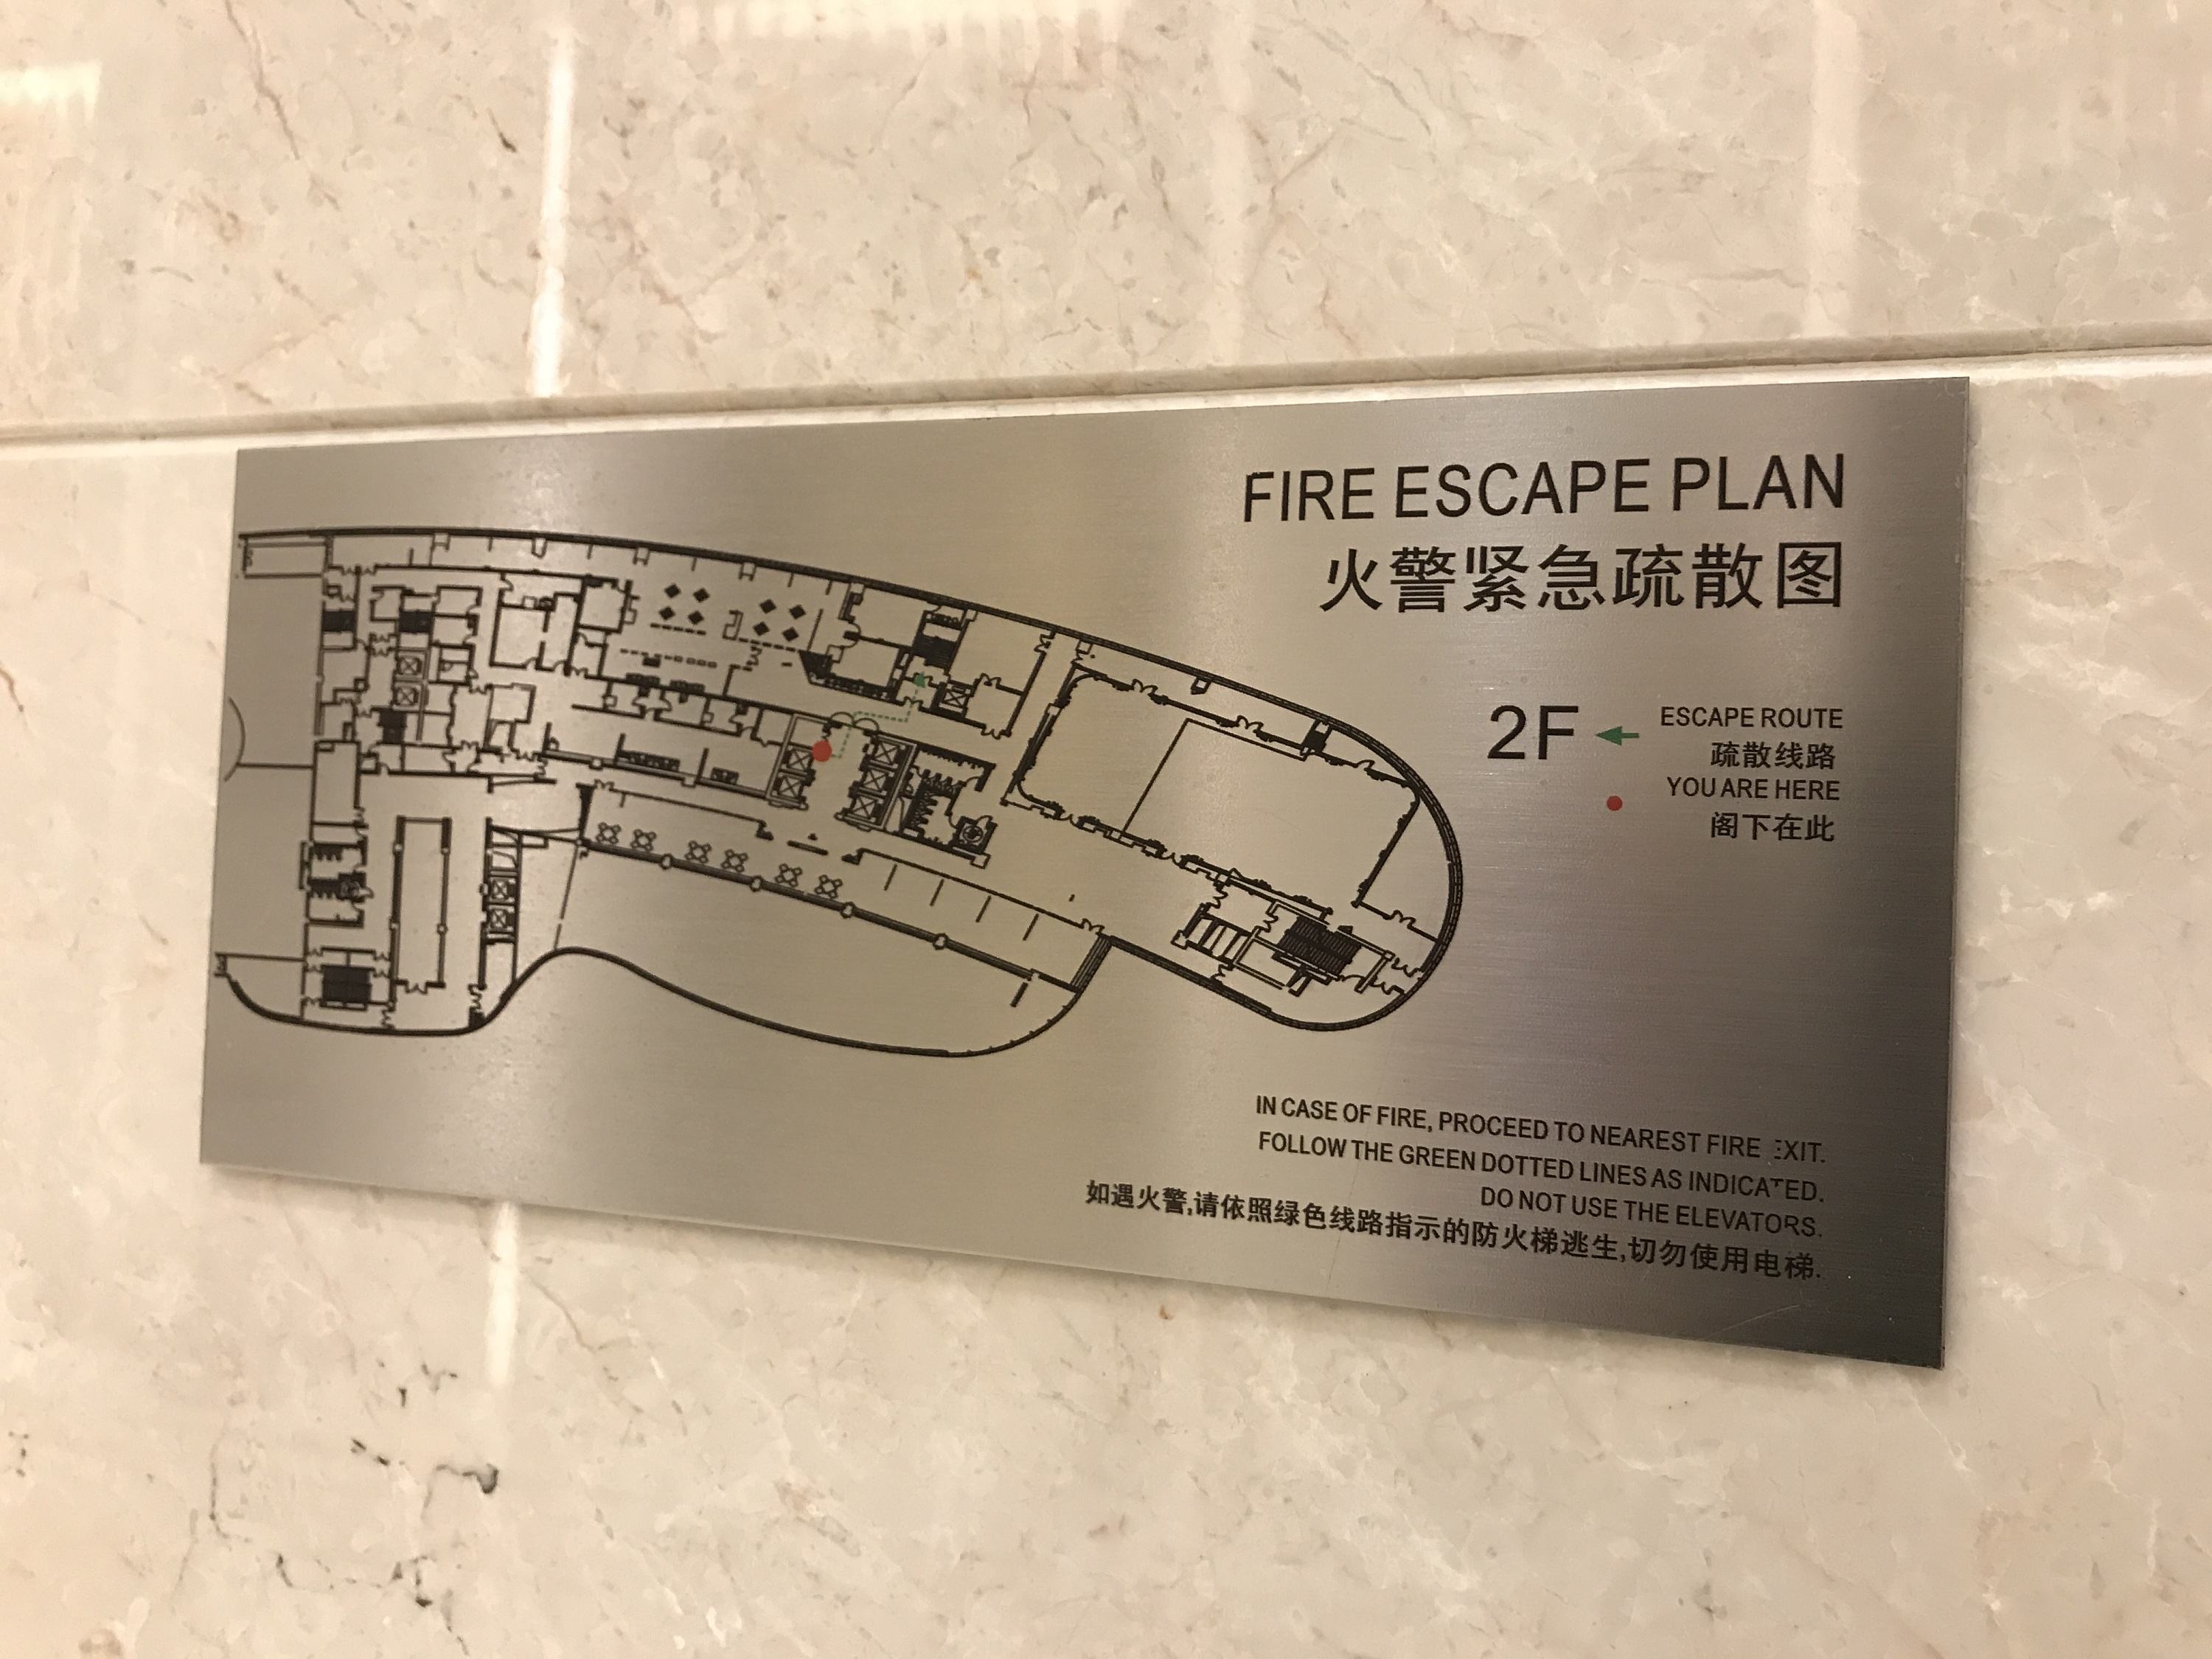 FIRE ESCAPE PLAN
火警紧急疏散图
2F
ESCAPE ROUTE
疏散线路
YOU ARE HERE
阁下在此
IN CASE OF FIRE, PROCEED TO NEAREST FIRE EXIT.
FOLLOW THE GREEN DOTTED LINES AS INDICATED.
DO NOT USE THE ELEVATORS.
如遇火警,请依照绿色线路指示的防火梯逃生,切勿使用电梯.